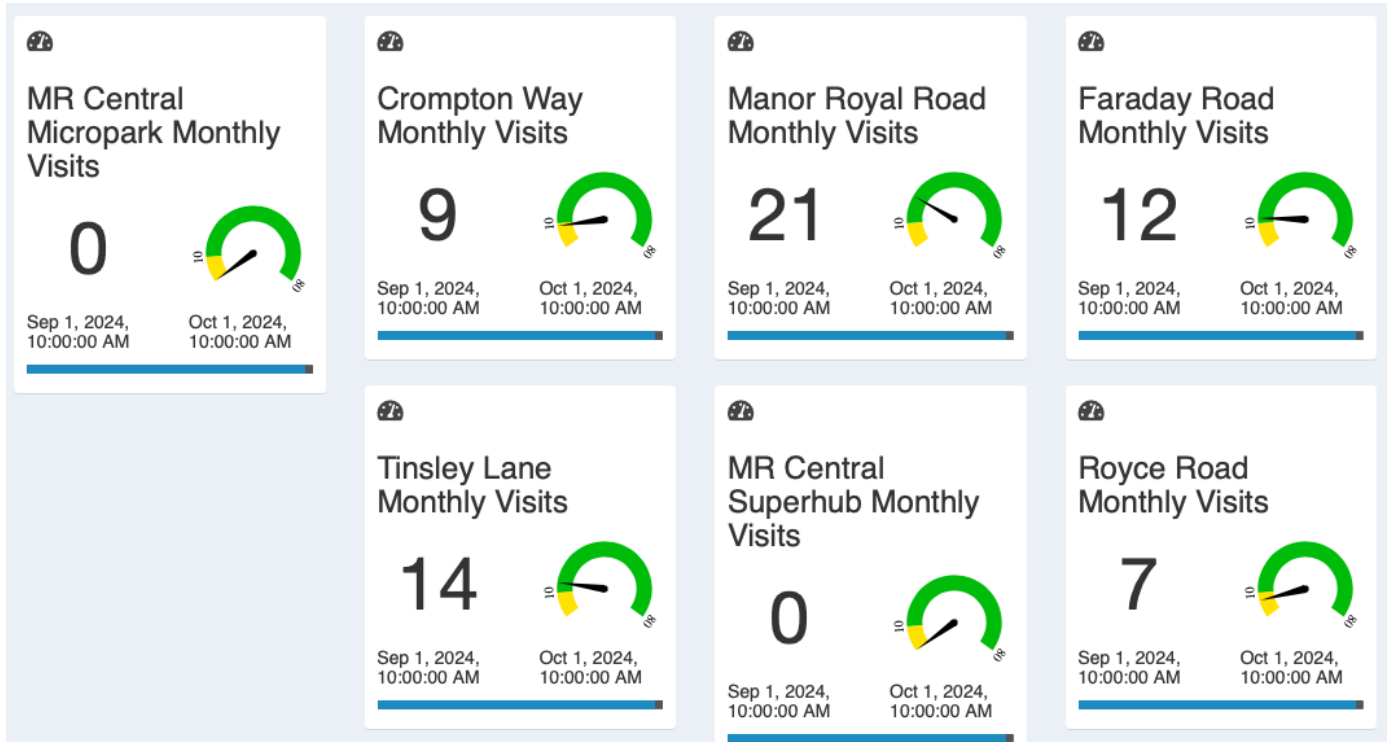 MR Central
Micropark Monthly
Visits
0
10
80
Sep 1, 2024,
10:00:00 AM
Oct 1, 2024,
10:00:00 AM
Crompton Way
Monthly Visits
9
10
80
Sep 1, 2024,
10:00:00 AM
Oct 1, 2024,
10:00:00 AM
Manor Royal Road
Monthly Visits
21
10
80
Sep 1, 2024,
10:00:00 AM
Oct 1, 2024,
10:00:00 AM
Faraday Road
Monthly Visits
12
10
80
Sep 1, 2024,
10:00:00 AM
Oct 1, 2024,
10:00:00 AM
Tinsley Lane
Monthly Visits
14
10
80
Sep 1, 2024,
10:00:00 AM
Oct 1, 2024,
10:00:00 AM
MR Central
Superhub Monthly
Visits
0
10
80
Sep 1, 2024,
10:00:00 AM
Oct 1, 2024,
10:00:00 AM
Royce Road
Monthly Visits
7
10
80
Sep 1, 2024,
10:00:00 AM
Oct 1, 2024,
10:00:00 AM